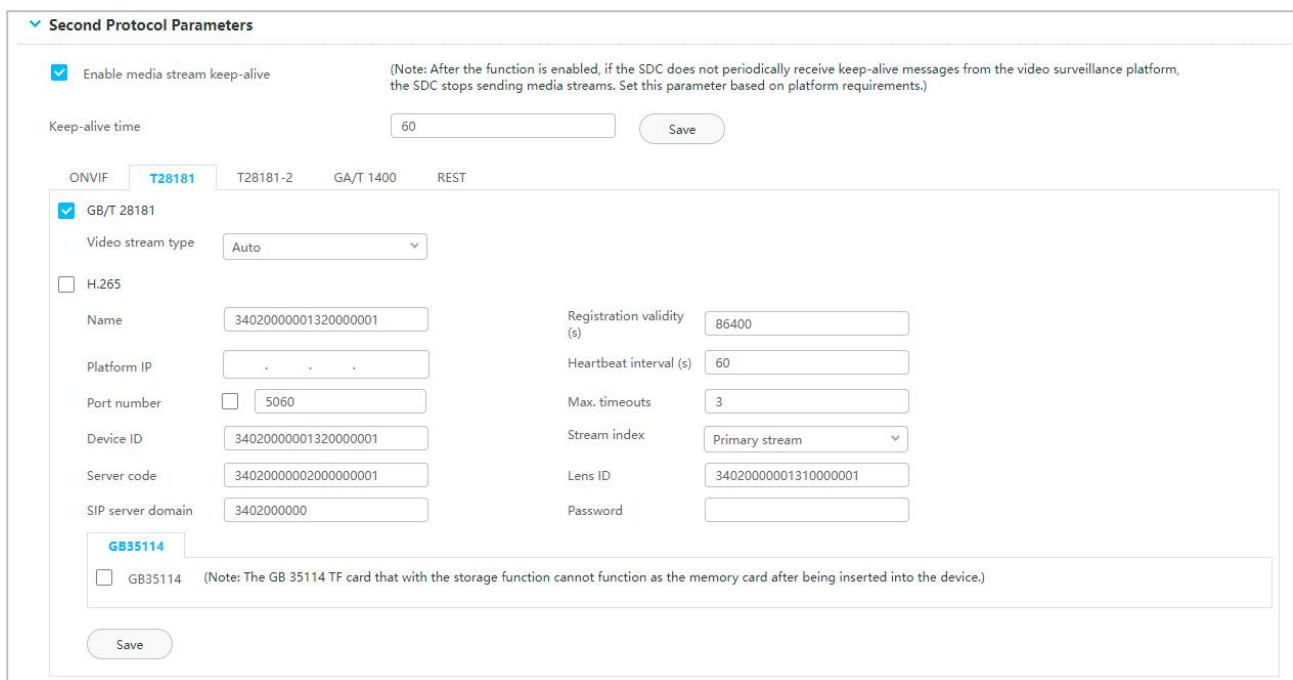 Second Protocol Parameters
Enable media stream keep-alive
(Note: After the function is enabled, if the SDC does not periodically receive keep-alive messages from the video surveillance platform,
the SDC stops sending media streams. Set this parameter based on platform requirements.)
Keep-alive time 60 Save
ONVIF T28181 T28181-2 GA/T 1400 REST
GB/T 28181
Video stream type Auto
H.265
Name 34020000001320000001 Registration validity
(s) 86400
Platform IP . . . Heartbeat interval (s) 60
Port number 5060 Max. timeouts 3
Device ID 34020000001320000001 Stream index Primary stream
Server code 34020000002000000001 Lens ID 34020000001310000001
SIP server domain 3402000000 Password
GB35114
GB35114 (Note: The GB 35114 TF card that with the storage function cannot function as the memory card after being inserted into the device.)
Save